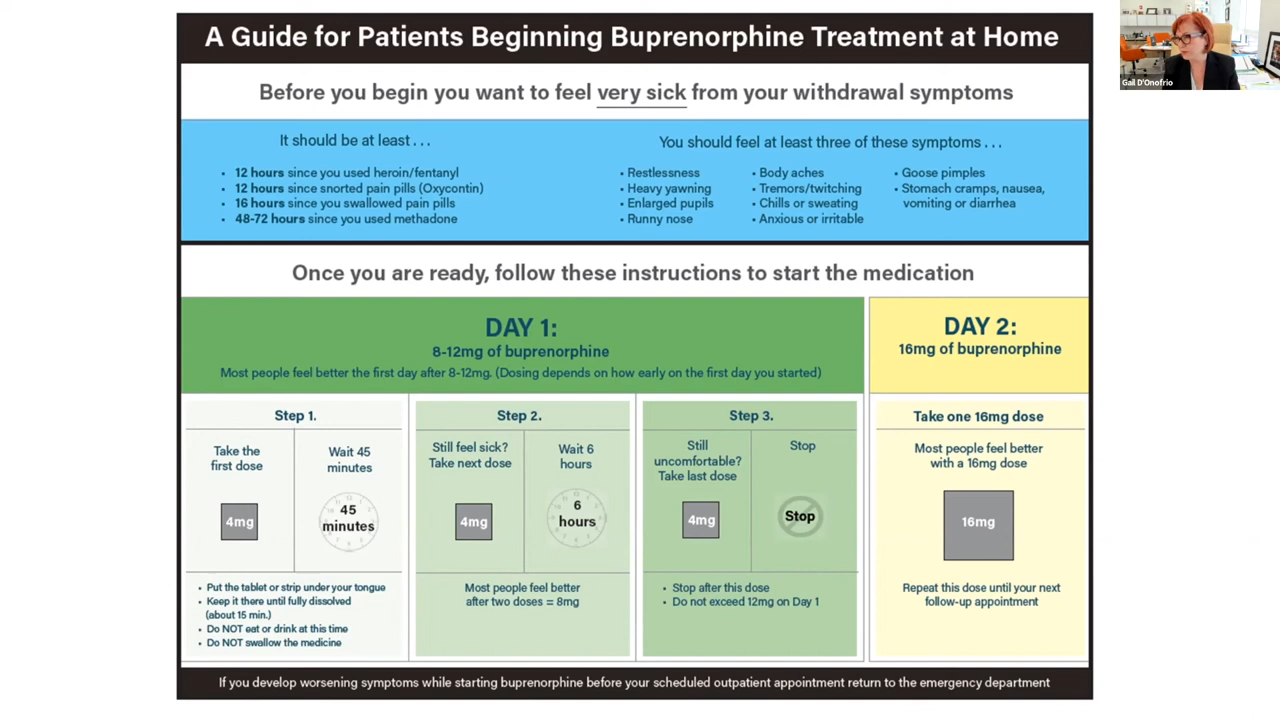 A Guide for Patients Beginning Buprenorphine Treatment at Home
Gail D'Onofrio
Before you begin you want to feel very sick from your withdrawal symptoms
It should be at least . . .
12 hours since you used heroin/fentanyl
12 hours since snorted pain pills (Oxycontin)
16 hours since you swallowed pain pills
48-72 hours since you used methadone
You should feel at least three of these symptoms . . .
Restlessness
Heavy yawning
Enlarged pupils
Runny nose
Body aches
Tremors/twitching
Chills or sweating
Anxious or irritable
Goose pimples
Stomach cramps, nausea,
vomiting or diarrhea
Once you are ready, follow these instructions to start the medication
DAY 1:
8-12mg of buprenorphine
Most people feel better the first day after 8-12mg. (Dosing depends on how early on the first day you started)
Step 1.
Take the
first dose
4mg
Wait 45
minutes
45
minutes
Put the tablet or strip under your tongue
Keep it there until fully dissolved
(about 15 min.)
Do NOT eat or drink at this time
Do NOT swallow the medicine
Step 2.
Still feel sick?
Take next dose
4mg
Wait 6
hours
6
hours
Most people feel better
after two doses = 8mg
Step 3.
Still
uncomfortable?
Take last dose
4mg
Stop
Stop
Stop after this dose
Do not exceed 12mg on Day 1
DAY 2:
16mg of buprenorphine
Take one 16mg dose
Most people feel better
with a 16mg dose
16mg
Repeat this dose until your next
follow-up appointment
If you develop worsening symptoms while starting buprenorphine before your scheduled outpatient appointment return to the emergency department